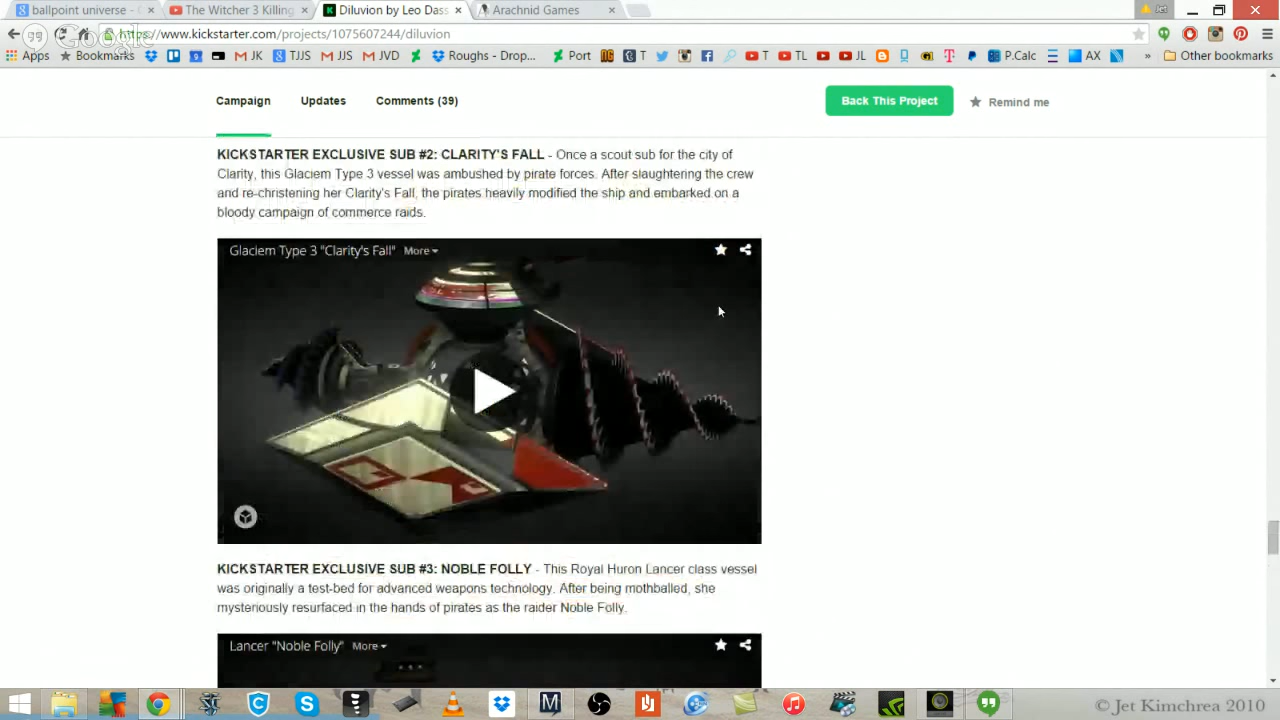 ballpoint universe -
The Witcher 3 Killing
Diluvion by Leo Dass
Arachnid Games
Jet
Google
https://www.kickstarter.com/projects/1075607244/diluvion
Apps Bookmarks JK TJS JJS JVD Roughs - Drop... Port T T TL JL P.Calc AX » Other bookmarks
Campaign Updates Comments (39) Back This Project Remind me
KICKSTARTER EXCLUSIVE SUB #2: CLARITY'S FALL - Once a scout sub for the city of
Clarity, this Glaciem Type 3 vessel was ambushed by pirate forces. After slaughtering the crew
and re-christening her Clarity's Fall, the pirates heavily modified the ship and embarked on a
bloody campaign of commerce raids.
Glaciem Type 3 "Clarity's Fall" More
KICKSTARTER EXCLUSIVE SUB #3: NOBLE FOLLY - This Royal Huron Lancer class vessel
was originally a test-bed for advanced weapons technology. After being mothballed, she
mysteriously resurfaced in the hands of pirates as the raider Noble Folly.
Lancer "Noble Folly" More
© Jet Kimchrea 2010